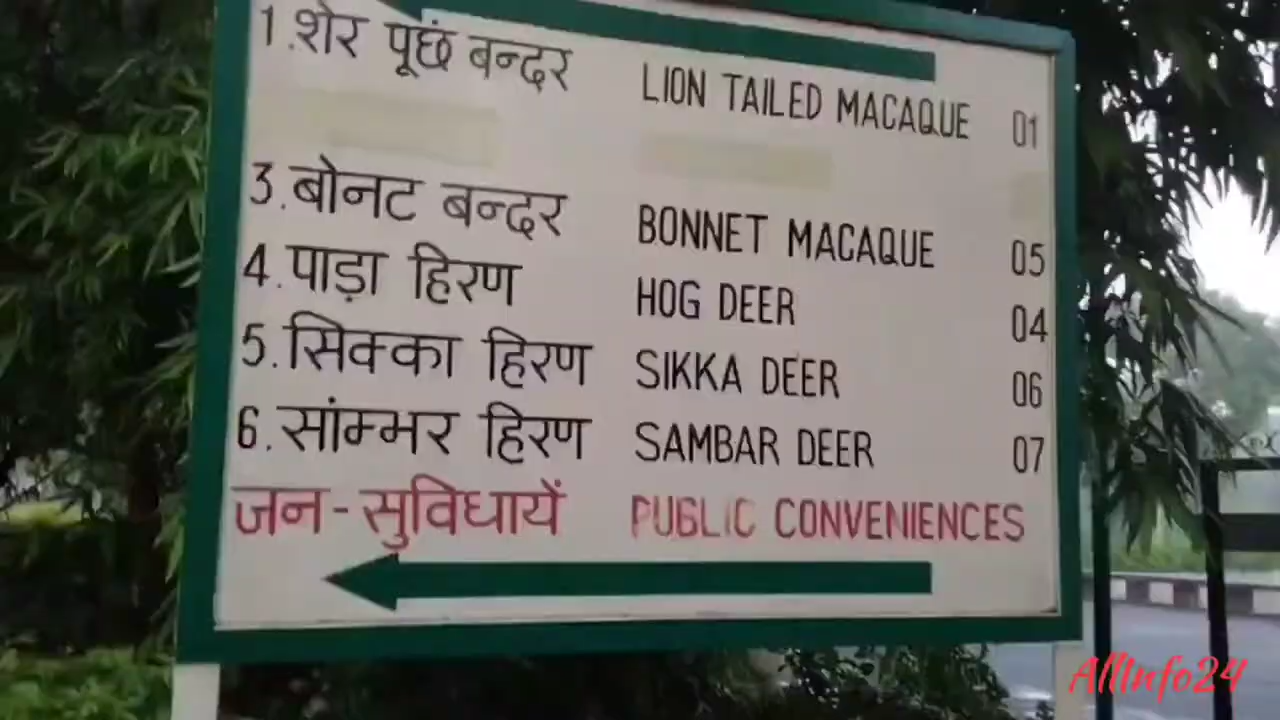 1.शेर पूछं बन्दर LION TAILED MACAQUE 01
3.बोनट बन्दर BONNET MACAQUE 05
4.पाड़ा हिरण HOG DEER 04
5.सिक्का हिरण SIKKA DEER 06
6.सांम्भर हिरण SAMBAR DEER 07
जन-सुविधायें PUBLIC CONVENIENCES
AllInfo24